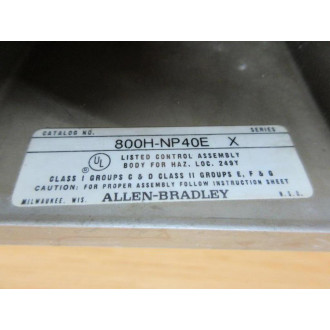 CATALOG NO. SERIES
800H-NP40E X
UL LISTED CONTROL ASSEMBLY
BODY FOR HAZ. LOC. 24SY
CLASS I GROUPS C & D CLASS II GROUPS E, F & G
CAUTION: FOR PROPER ASSEMBLY FOLLOW INSTRUCTION SHEET
MILWAUKEE, WIS. ALLEN-BRADLEY U.S.C.